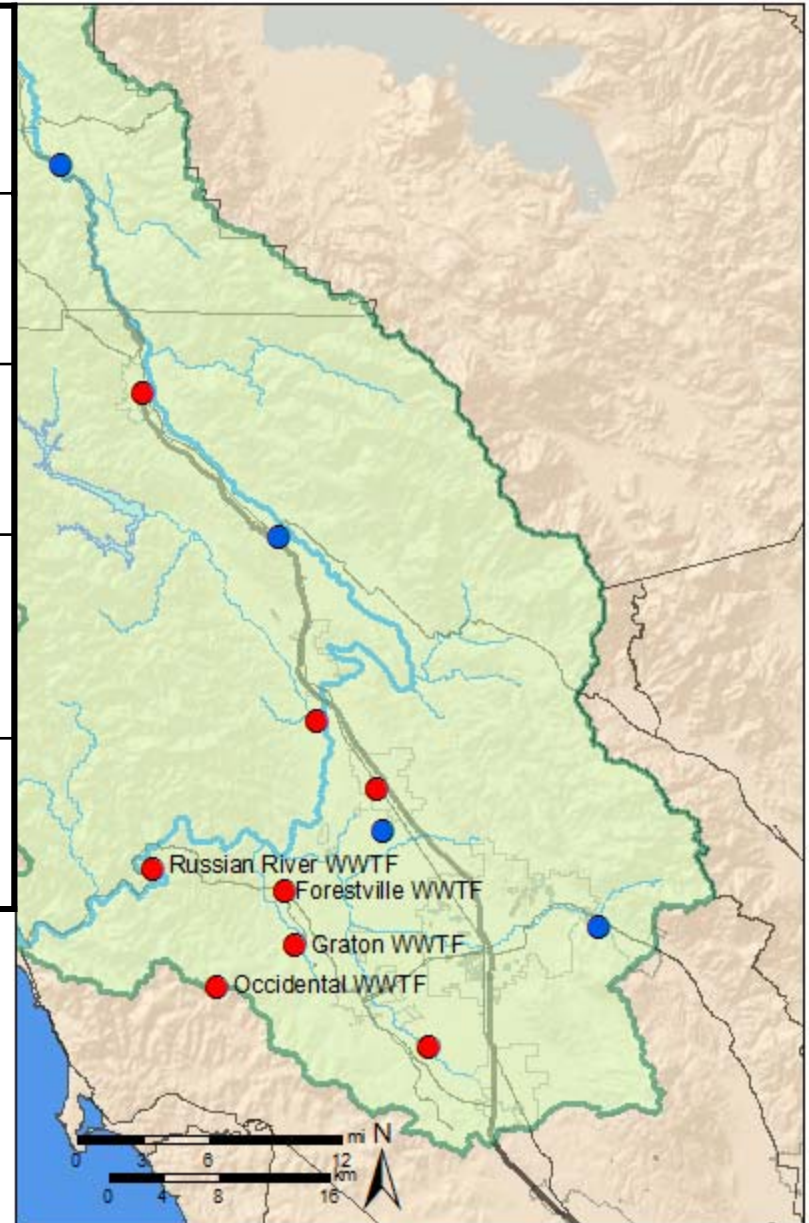 Russian River WWTF
Forestville WWTF
Graton WWTF
Occidental WWTF
mi N
0 3 6 12
km
0 4 8 16